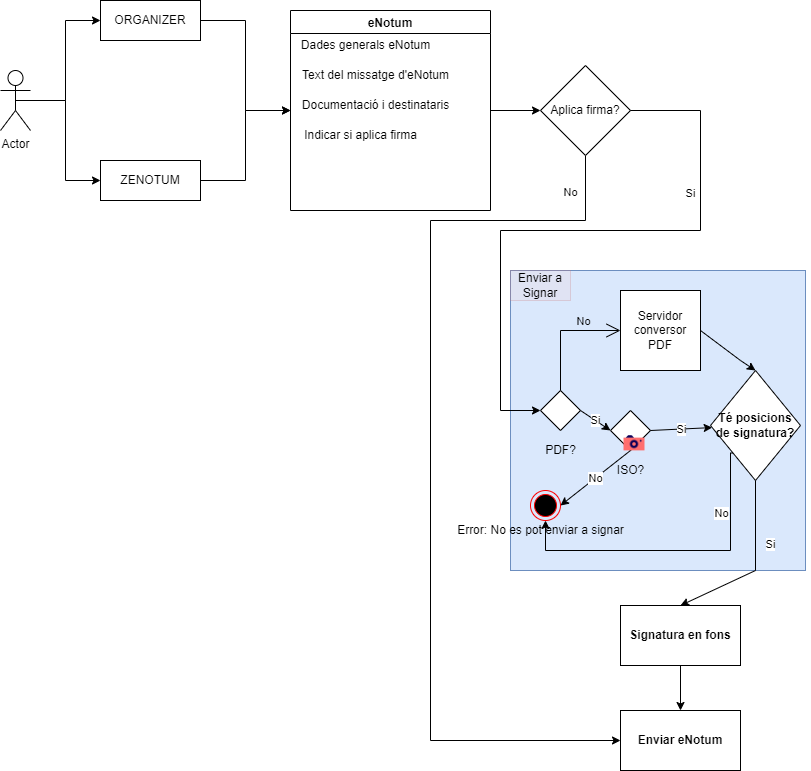 ORGANIZER
eNotum
Dades generals eNotum
Text del missatge d'eNotum
Documentació i destinataris
Indicar si aplica firma
Actor
ZENOTUM
Aplica firma?
No
Si
Enviar a
Signar
Servidor
conversor
PDF
No
Té posicions
de signatura?
Si
Si
PDF?
ISO?
No
No
Error: No es pot enviar a signar
Si
Signatura en fons
Enviar eNotum